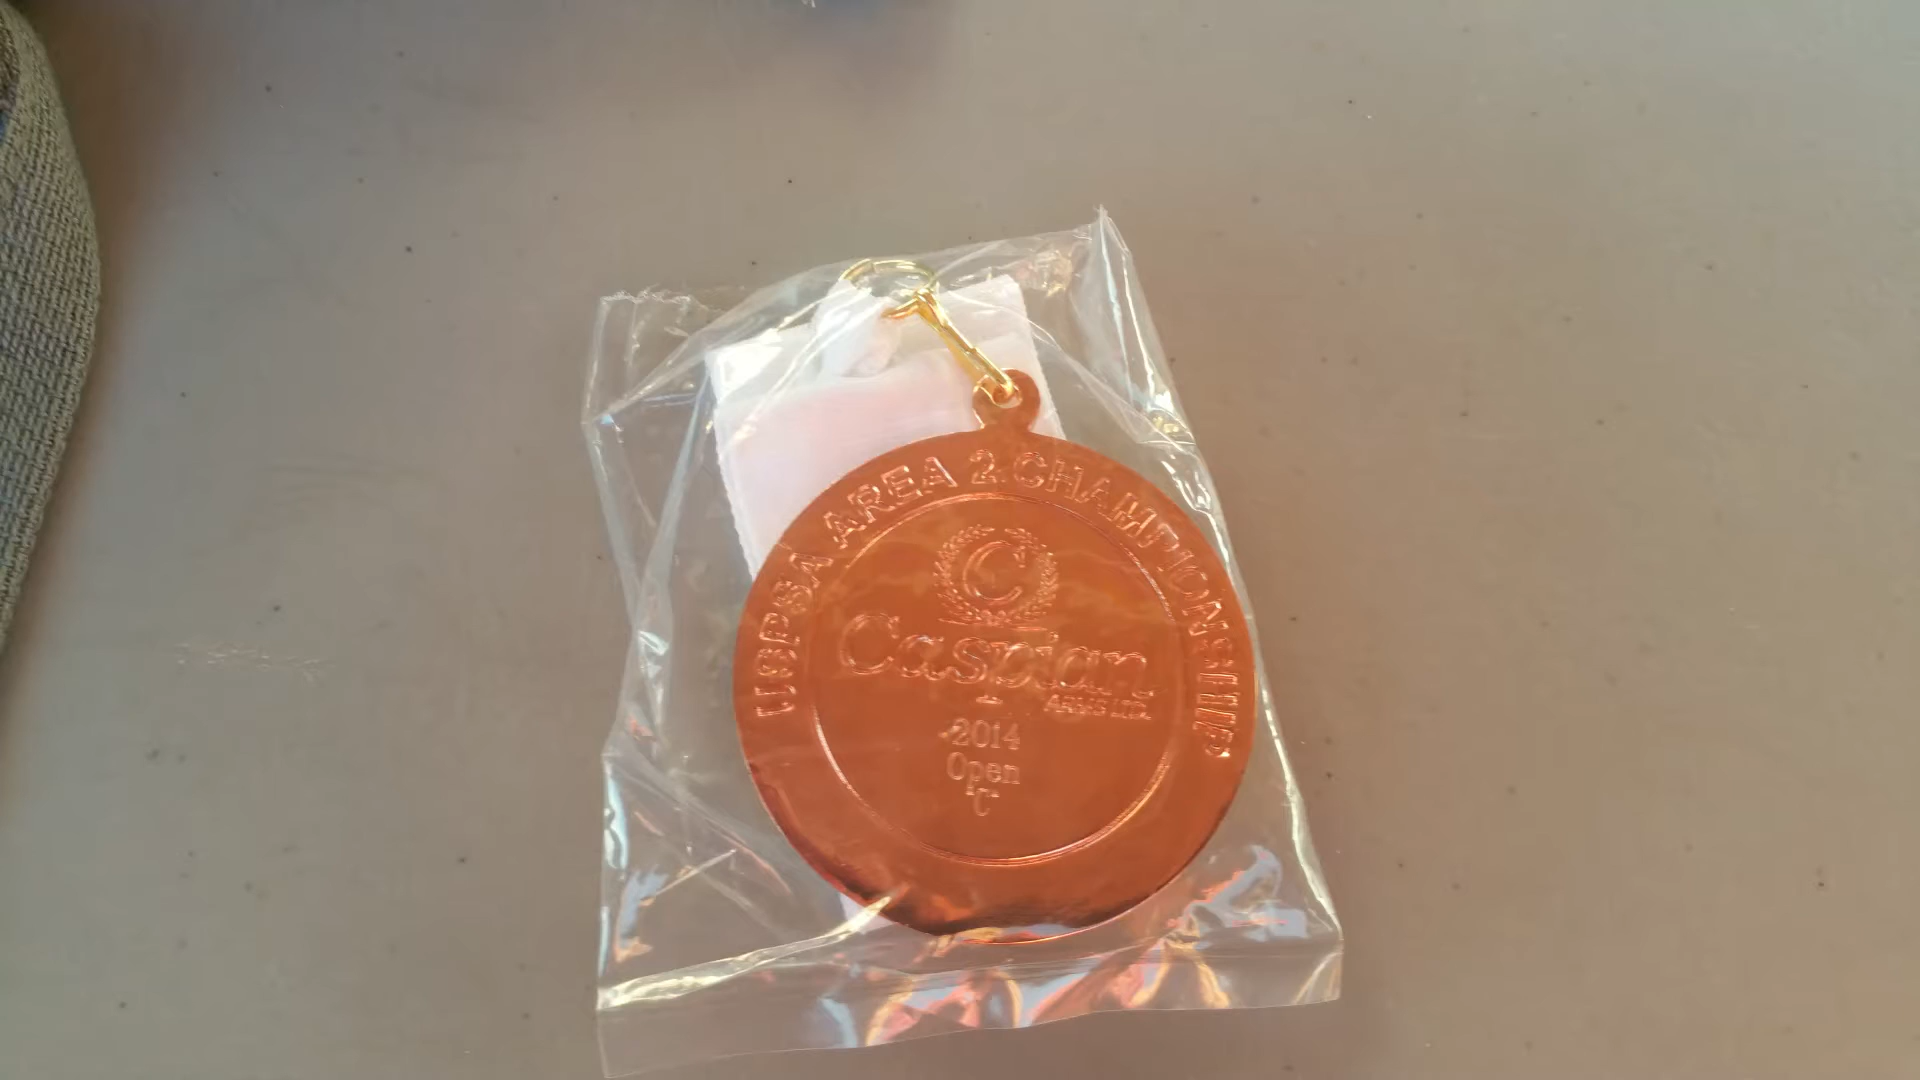 USPSA AREA 2 CHAMPIONSHIP
C
Caspian
ARMS LTD.
2014
Open
"C"